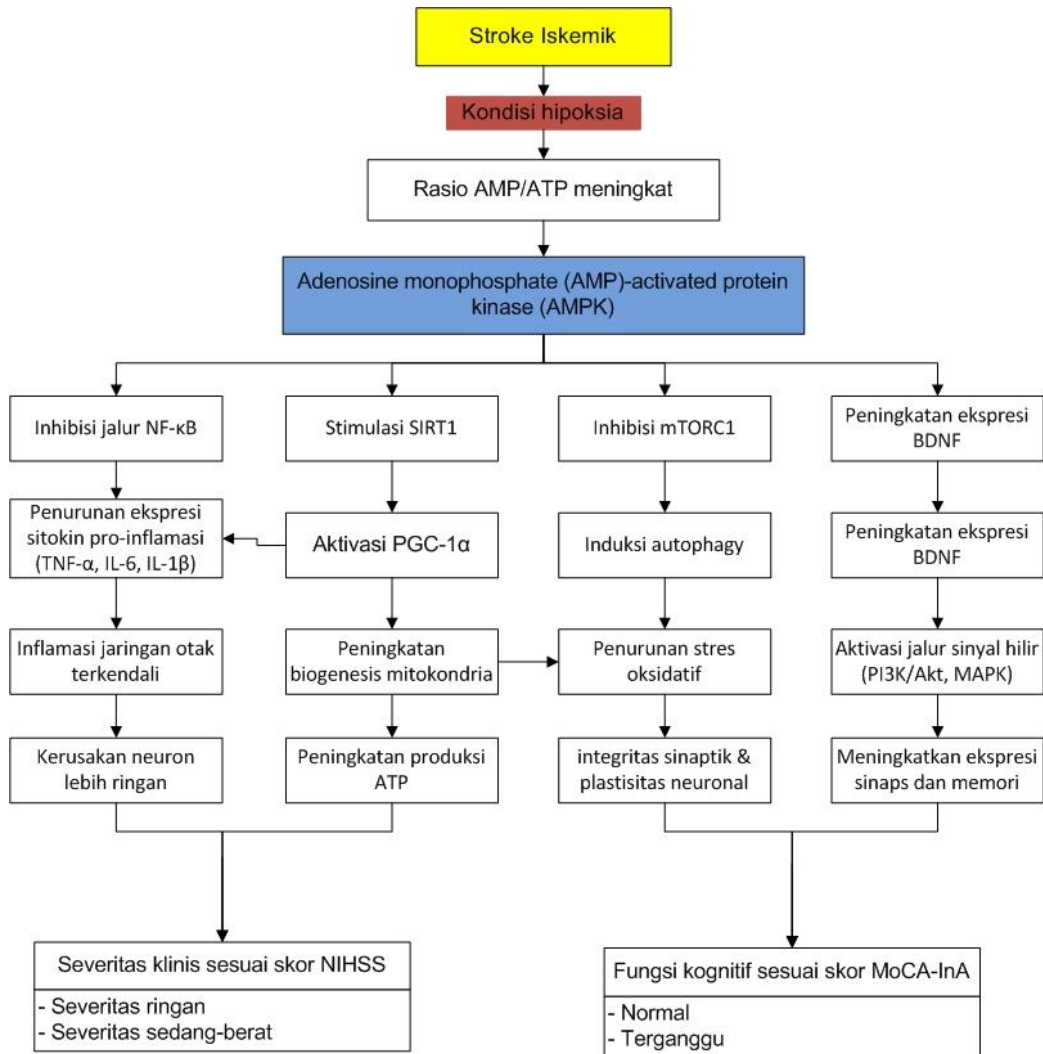 Stroke Iskemik
Kondisi hipoksia
Rasio AMP/ATP meningkat
Adenosine monophosphate (AMP)-activated protein
kinase (AMPK)
Inhibisi jalur NF-κB
Stimulasi SIRT1
Inhibisi mTORC1
Peningkatan ekspresi
BDNF
Penurunan ekspresi
sitokin pro-inflamasi
(TNF-α, IL-6, IL-1β)
Aktivasi PGC-1α
Induksi autophagy
Peningkatan ekspresi
BDNF
Inflamasi jaringan otak
terkendali
Peningkatan
biogenesis mitokondria
Penurunan stres
oksidatif
Aktivasi jalur sinyal hilir
(PI3K/Akt, MAPK)
Kerusakan neuron
lebih ringan
Peningkatan produksi
ATP
integritas sinaptik &
plastisitas neuronal
Meningkatkan ekspresi
sinaps dan memori
Severitas klinis sesuai skor NIHSS
- Severitas ringan
- Severitas sedang-berat
Fungsi kognitif sesuai skor MoCA-InA
- Normal
- Terganggu